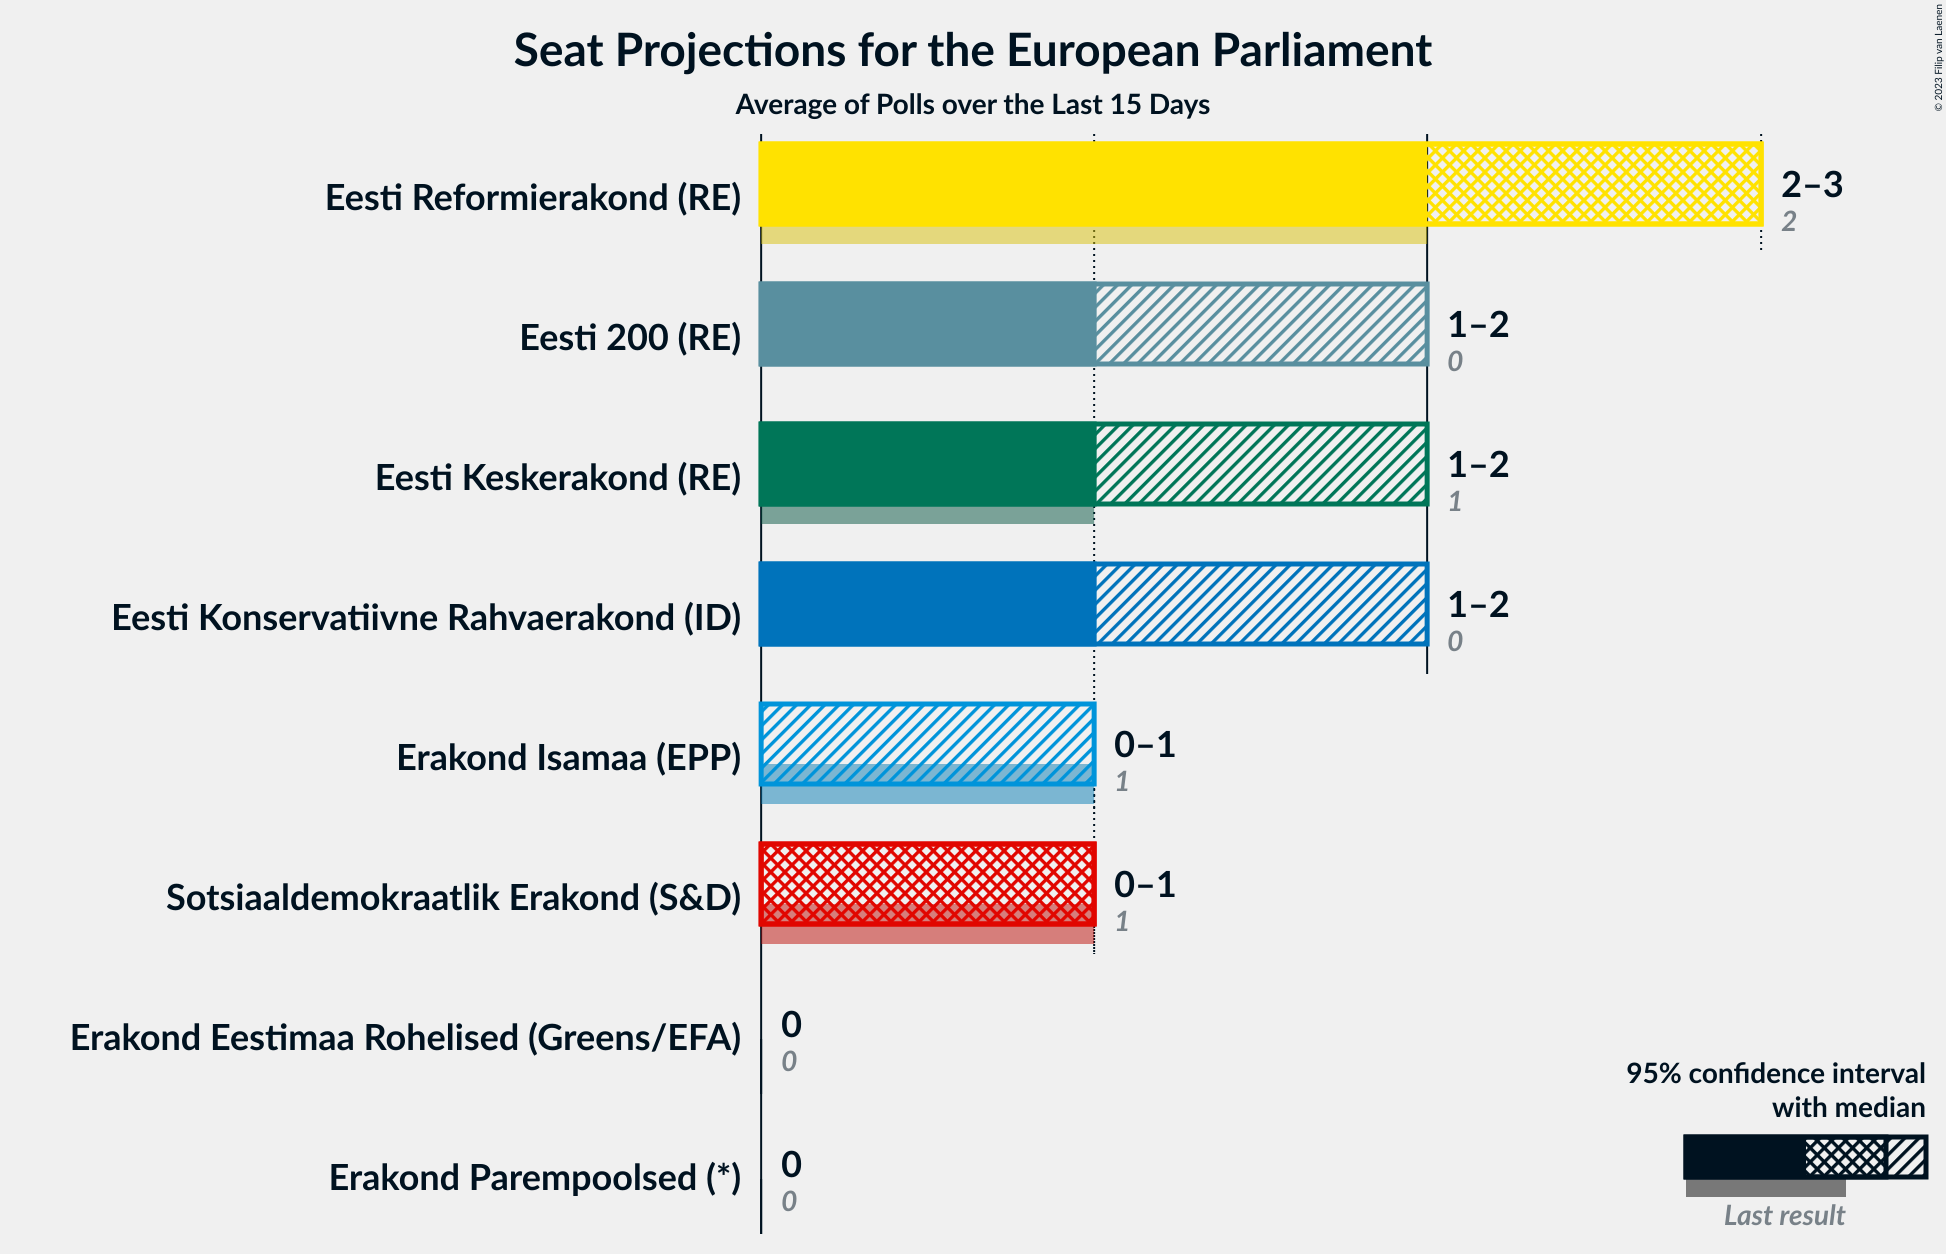 Seat Projections for the European Parliament
Average of Polls over the Last 15 Days
© 2023 Filip van Laenen
Eesti Reformierakond (RE)
2–3
2
Eesti 200 (RE)
1–2
0
Eesti Keskerakond (RE)
1–2
1
Eesti Konservatiivne Rahvaerakond (ID)
1–2
0
Erakond Isamaa (EPP)
0–1
1
Sotsiaaldemokraatlik Erakond (S&D)
0–1
1
Erakond Eestimaa Rohelised (Greens/EFA)
0
0
Erakond Parempoolsed (*)
0
0
95% confidence interval
with median
Last result